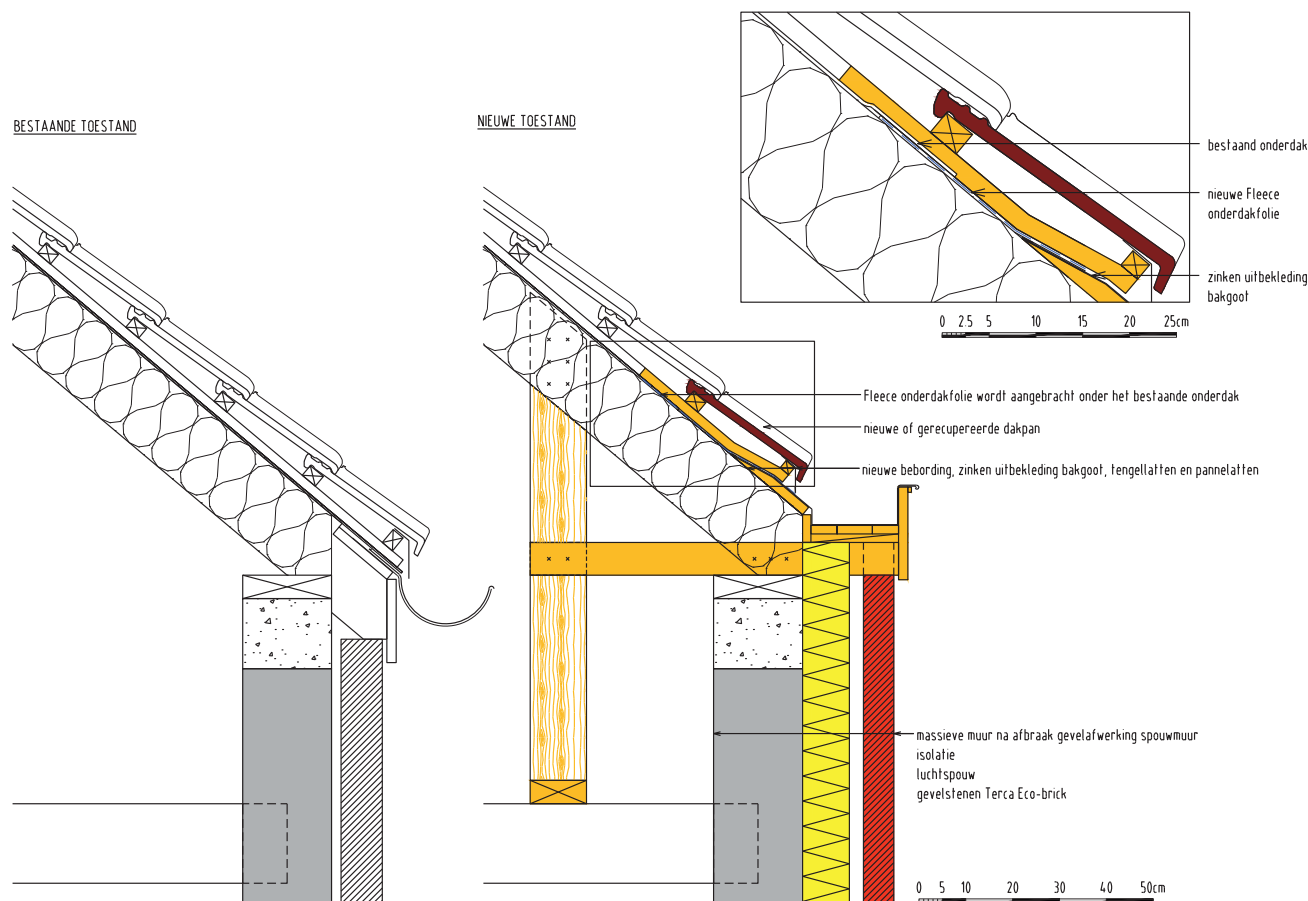 BESTAANDE TOESTAND
NIEUWE TOESTAND
bestaand onderdak
nieuwe Fleece
onderdakfolie
zinken uitbekleding
bakgoot
0 2.5 5 10 15 20 25cm
Fleece onderdakfolie wordt aangebracht onder het bestaande onderdak
nieuwe of gerecupereerde dakpan
nieuwe bebording, zinken uitbekleding bakgoot, tengellatten en pannelatten
massieve muur na afbraak gevelafwerking spouwmuur
isolatie
luchtspouw
gevelstenen Terca Eco-brick
0 5 10 20 30 40 50cm